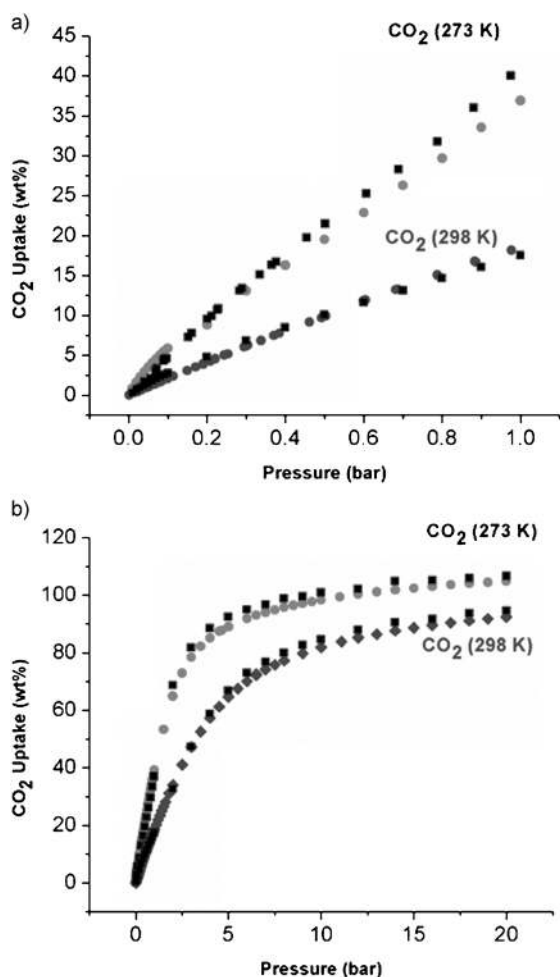 a)
CO2 (273 K)
45
40
35
30
25
20
15
10
5
0
CO2 Uptake (wt%)
CO2 (298 K)
0.0 0.2 0.4 0.6 0.8 1.0
Pressure (bar)
b)
CO2 (273 K)
120
100
80
60
40
20
0
CO2 Uptake (wt%)
CO2 (298 K)
0 5 10 15 20
Pressure (bar)